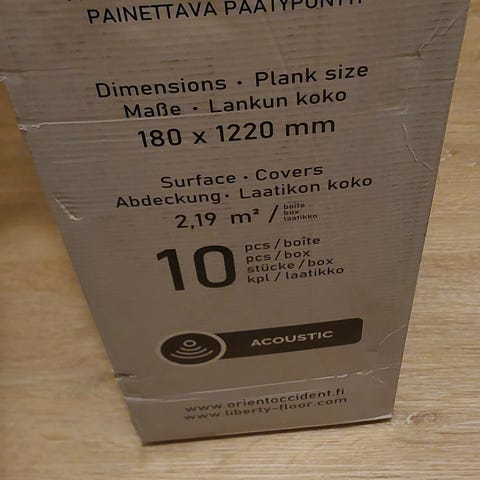 PAINETTAVA PÄÄTYPONTTI
Dimensions · Plank size
Maße · Lankun koko
180 x 1220 mm
Surface · Covers
Abdeckung · Laatikon koko
2,19 m² / boîte
box
laatikko
10 pcs / boîte
pcs / box
stücke / box
kpl / laatikko
ACOUSTIC
www.orientoccident.fi
www.liberty-floor.com